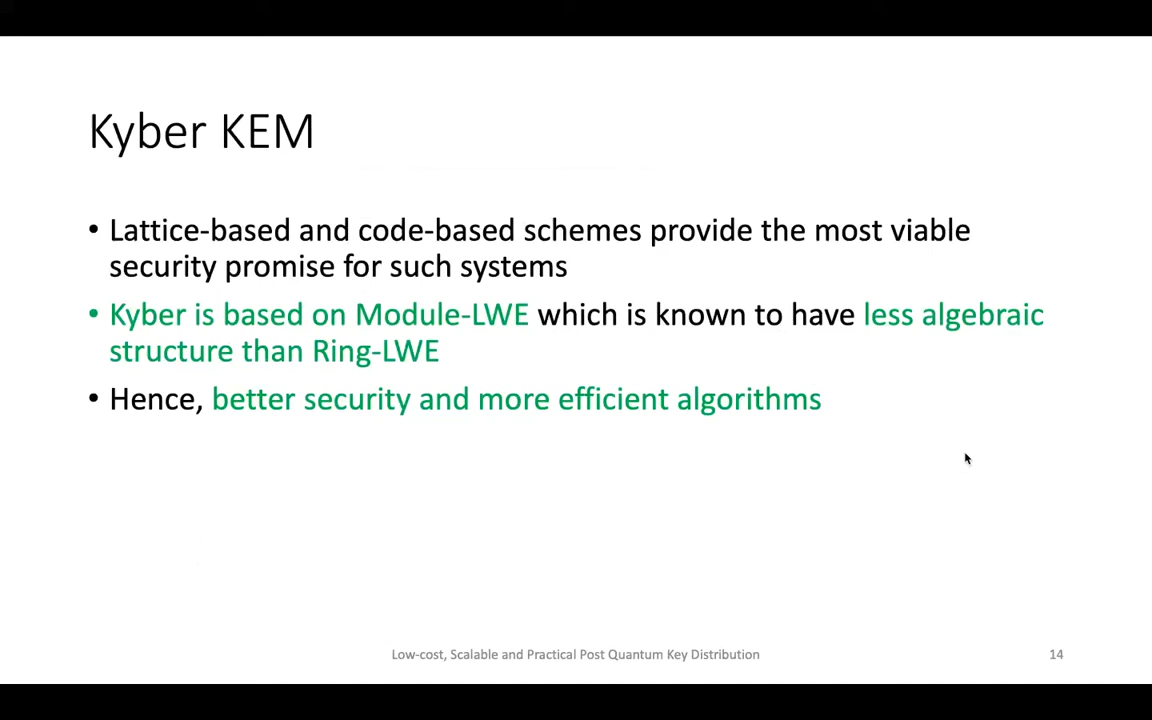 Kyber KEM
• Lattice-based and code-based schemes provide the most viable
security promise for such systems
• Kyber is based on Module-LWE which is known to have less algebraic
structure than Ring-LWE
• Hence, better security and more efficient algorithms
Low-cost, Scalable and Practical Post Quantum Key Distribution
14